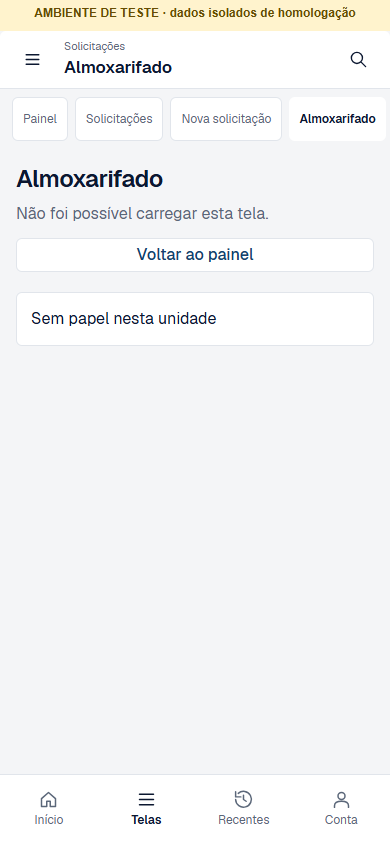 AMBIENTE DE TESTE · dados isolados de homologação
Solicitações
Almoxarifado
Painel
Solicitações
Nova solicitação
Almoxarifado
Almoxarifado
Não foi possível carregar esta tela.
Voltar ao painel
Sem papel nesta unidade
Início
Telas
Recentes
Conta